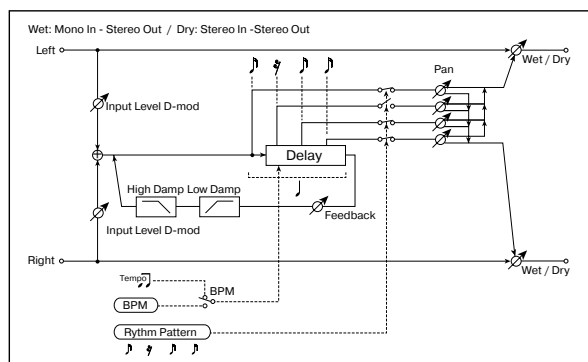 Wet: Mono In - Stereo Out / Dry: Stereo In -Stereo Out
Left
Wet / Dry
Pan
Input Level D-mod
Delay
High Damp Low Damp
Feedback
Input Level D-mod
Right
Wet / Dry
Tempo
BPM
BPM
Rythm Pattern